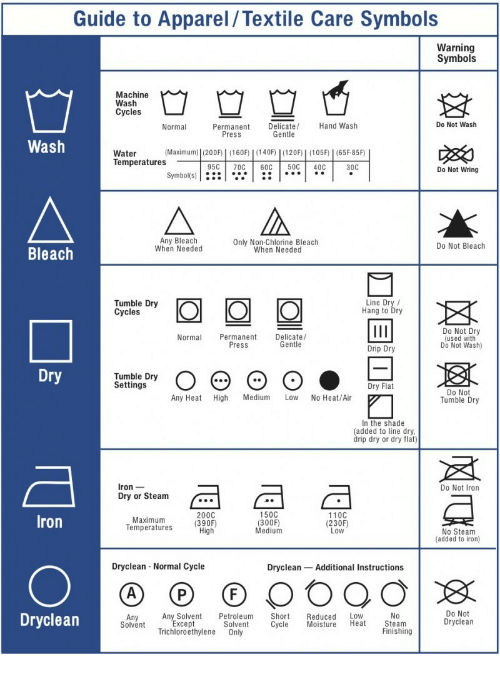 Guide to Apparel/Textile Care Symbols
Warning
Symbols
Wash
Machine
Wash
Cycles
Normal
Permanent
Press
Delicate/
Gentle
Hand Wash
Do Not Wash
Water
Temperatures
(Maximum) (200F) (160F) (140F) (120F) (105F) (65F-85F)
95C 70C 60C 50C 40C 30C
Symbol(s)
Do Not Wring
Bleach
Any Bleach
When Needed
Only Non-Chlorine Bleach
When Needed
Do Not Bleach
Dry
Tumble Dry
Cycles
Normal
Permanent
Press
Delicate/
Gentle
Line Dry /
Hang to Dry
Drip Dry
Dry Flat
In the shade
(added to line dry,
drip dry or dry flat)
Do Not Dry
(used with
Do Not Wash)
Tumble Dry
Settings
Any Heat
High
Medium
Low
No Heat/Air
Do Not
Tumble Dry
Iron
Iron —
Dry or Steam
Maximum
Temperatures
200C
(390F)
High
150C
(300F)
Medium
110C
(230F)
Low
Do Not Iron
No Steam
(added to iron)
Dryclean
Dryclean - Normal Cycle
A
Any
Solvent
P
Any Solvent
Except
Trichloroethylene
F
Petroleum
Solvent
Only
Dryclean — Additional Instructions
Short
Cycle
Reduced
Moisture
Low
Heat
No
Steam
Finishing
Do Not
Dryclean